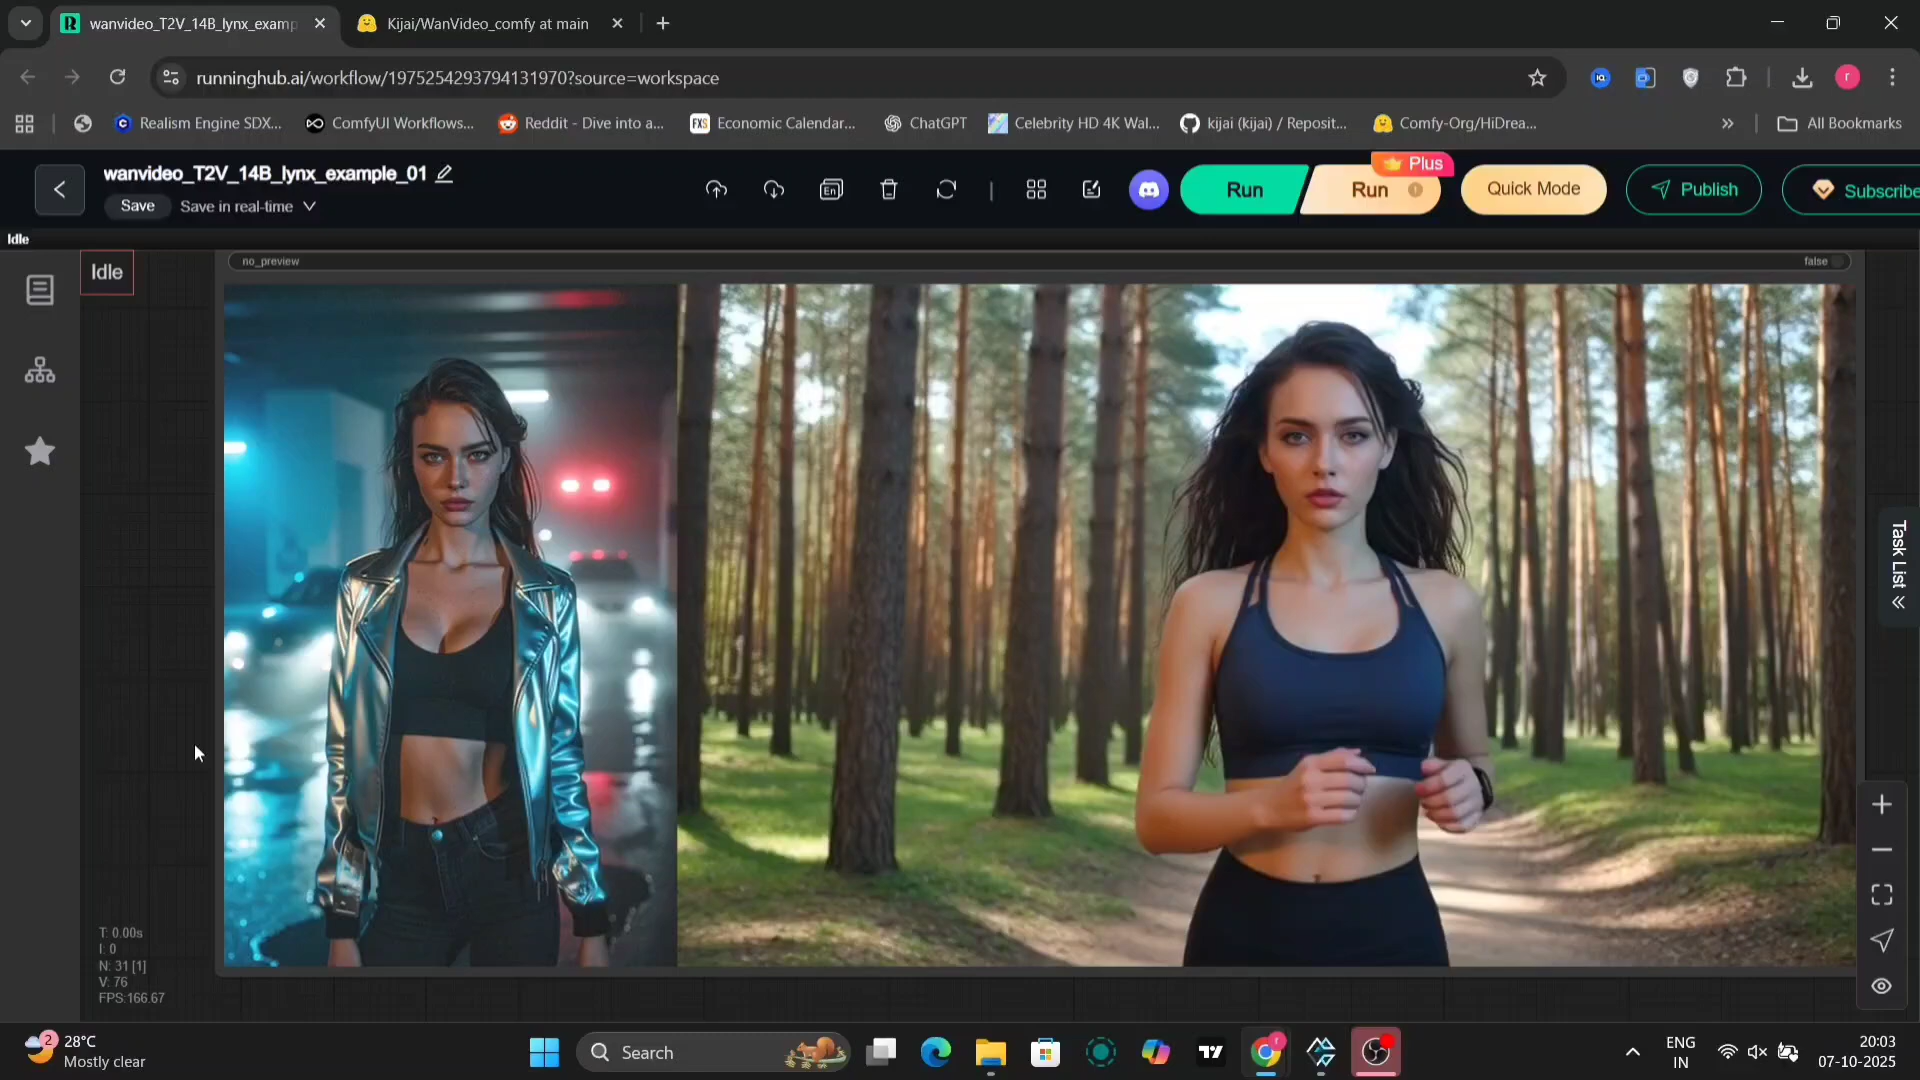 wanvideo_T2V_14B_lynx_examp
Kijai/WanVideo_comfy at main
runninghub.ai/workflow/1975254293794131970?source=workspace
r
Realism Engine SDX...
ComfyUI Workflows...
Reddit - Dive into a...
FXS
Economic Calendar...
ChatGPT
Celebrity HD 4K Wal...
kijai (kijai) / Reposit...
Comfy-Org/HiDrea...
»
All Bookmarks
wanvideo_T2V_14B_lynx_example_01
Save
Save in real-time
En
Run
Plus
Run
Quick Mode
Publish
Subscribe
Idle
Idle
no_preview
false
Task List
T: 0.00s
I: 0
N: 31 [1]
V: 76
FPS:166.67
2
28°C
Mostly clear
Search
ENG
IN
20:03
07-10-2025